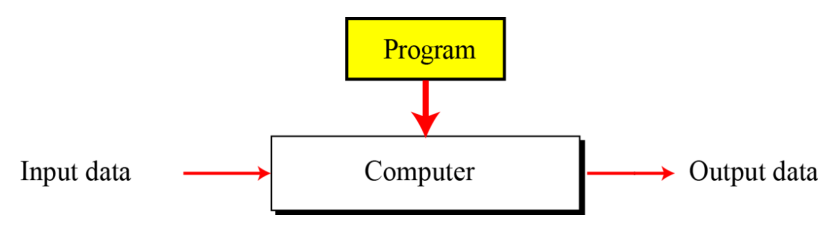 Program
Input data
Computer
Output data